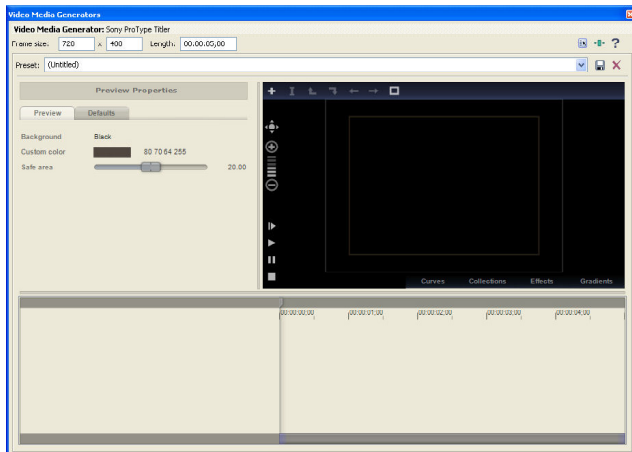 Video Media Generators
Video Media Generator: Sony ProType Titler
Frame size: 720 x 400 Length: 00:00:05;00
Preset: (Untitled)
Preview Properties
Preview Defaults
Background Black
Custom color 80 70 64 255
Safe area 20.00
Curves Collections Effects Gradients
00:00:00;00 00:00:01;00 00:00:02;00 00:00:03;00 00:00:04;00